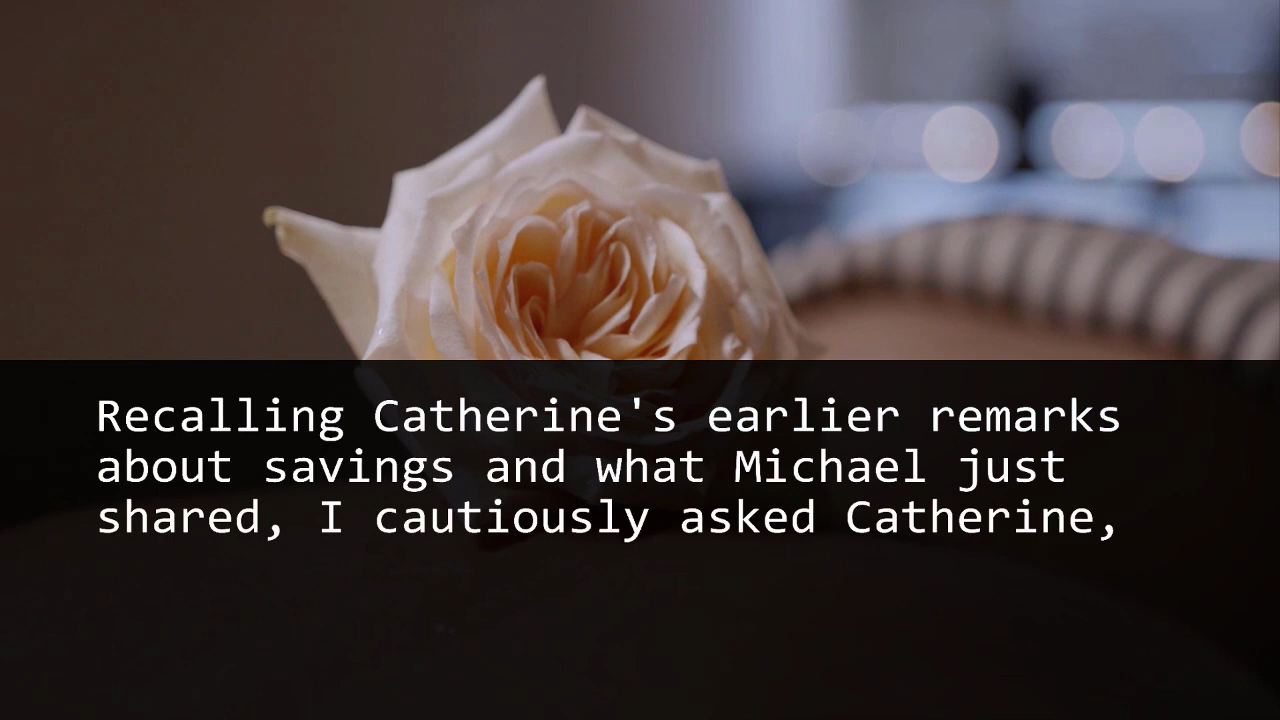 Recalling Catherine's earlier remarks
about savings and what Michael just
shared, I cautiously asked Catherine,